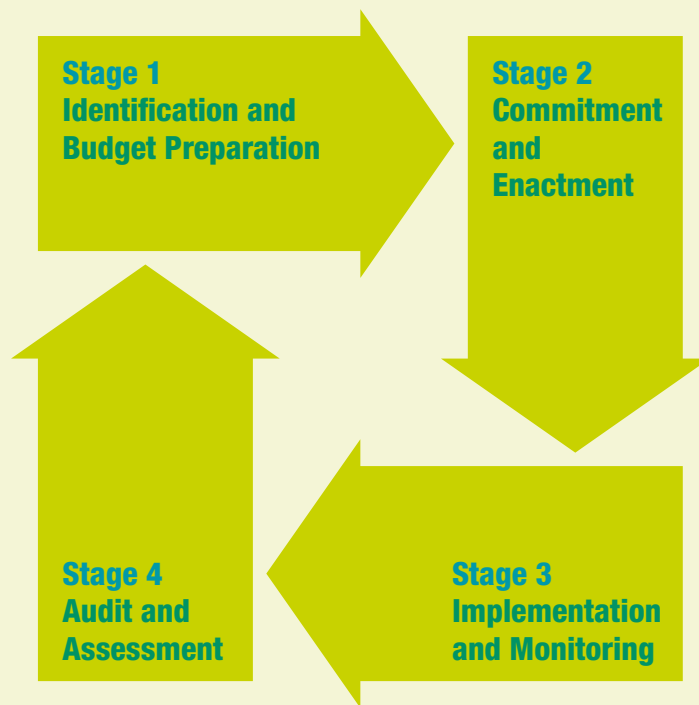 Stage 1
Identification and
Budget Preparation
Stage 2
Commitment
and
Enactment
Stage 3
Implementation
and Monitoring
Stage 4
Audit and
Assessment